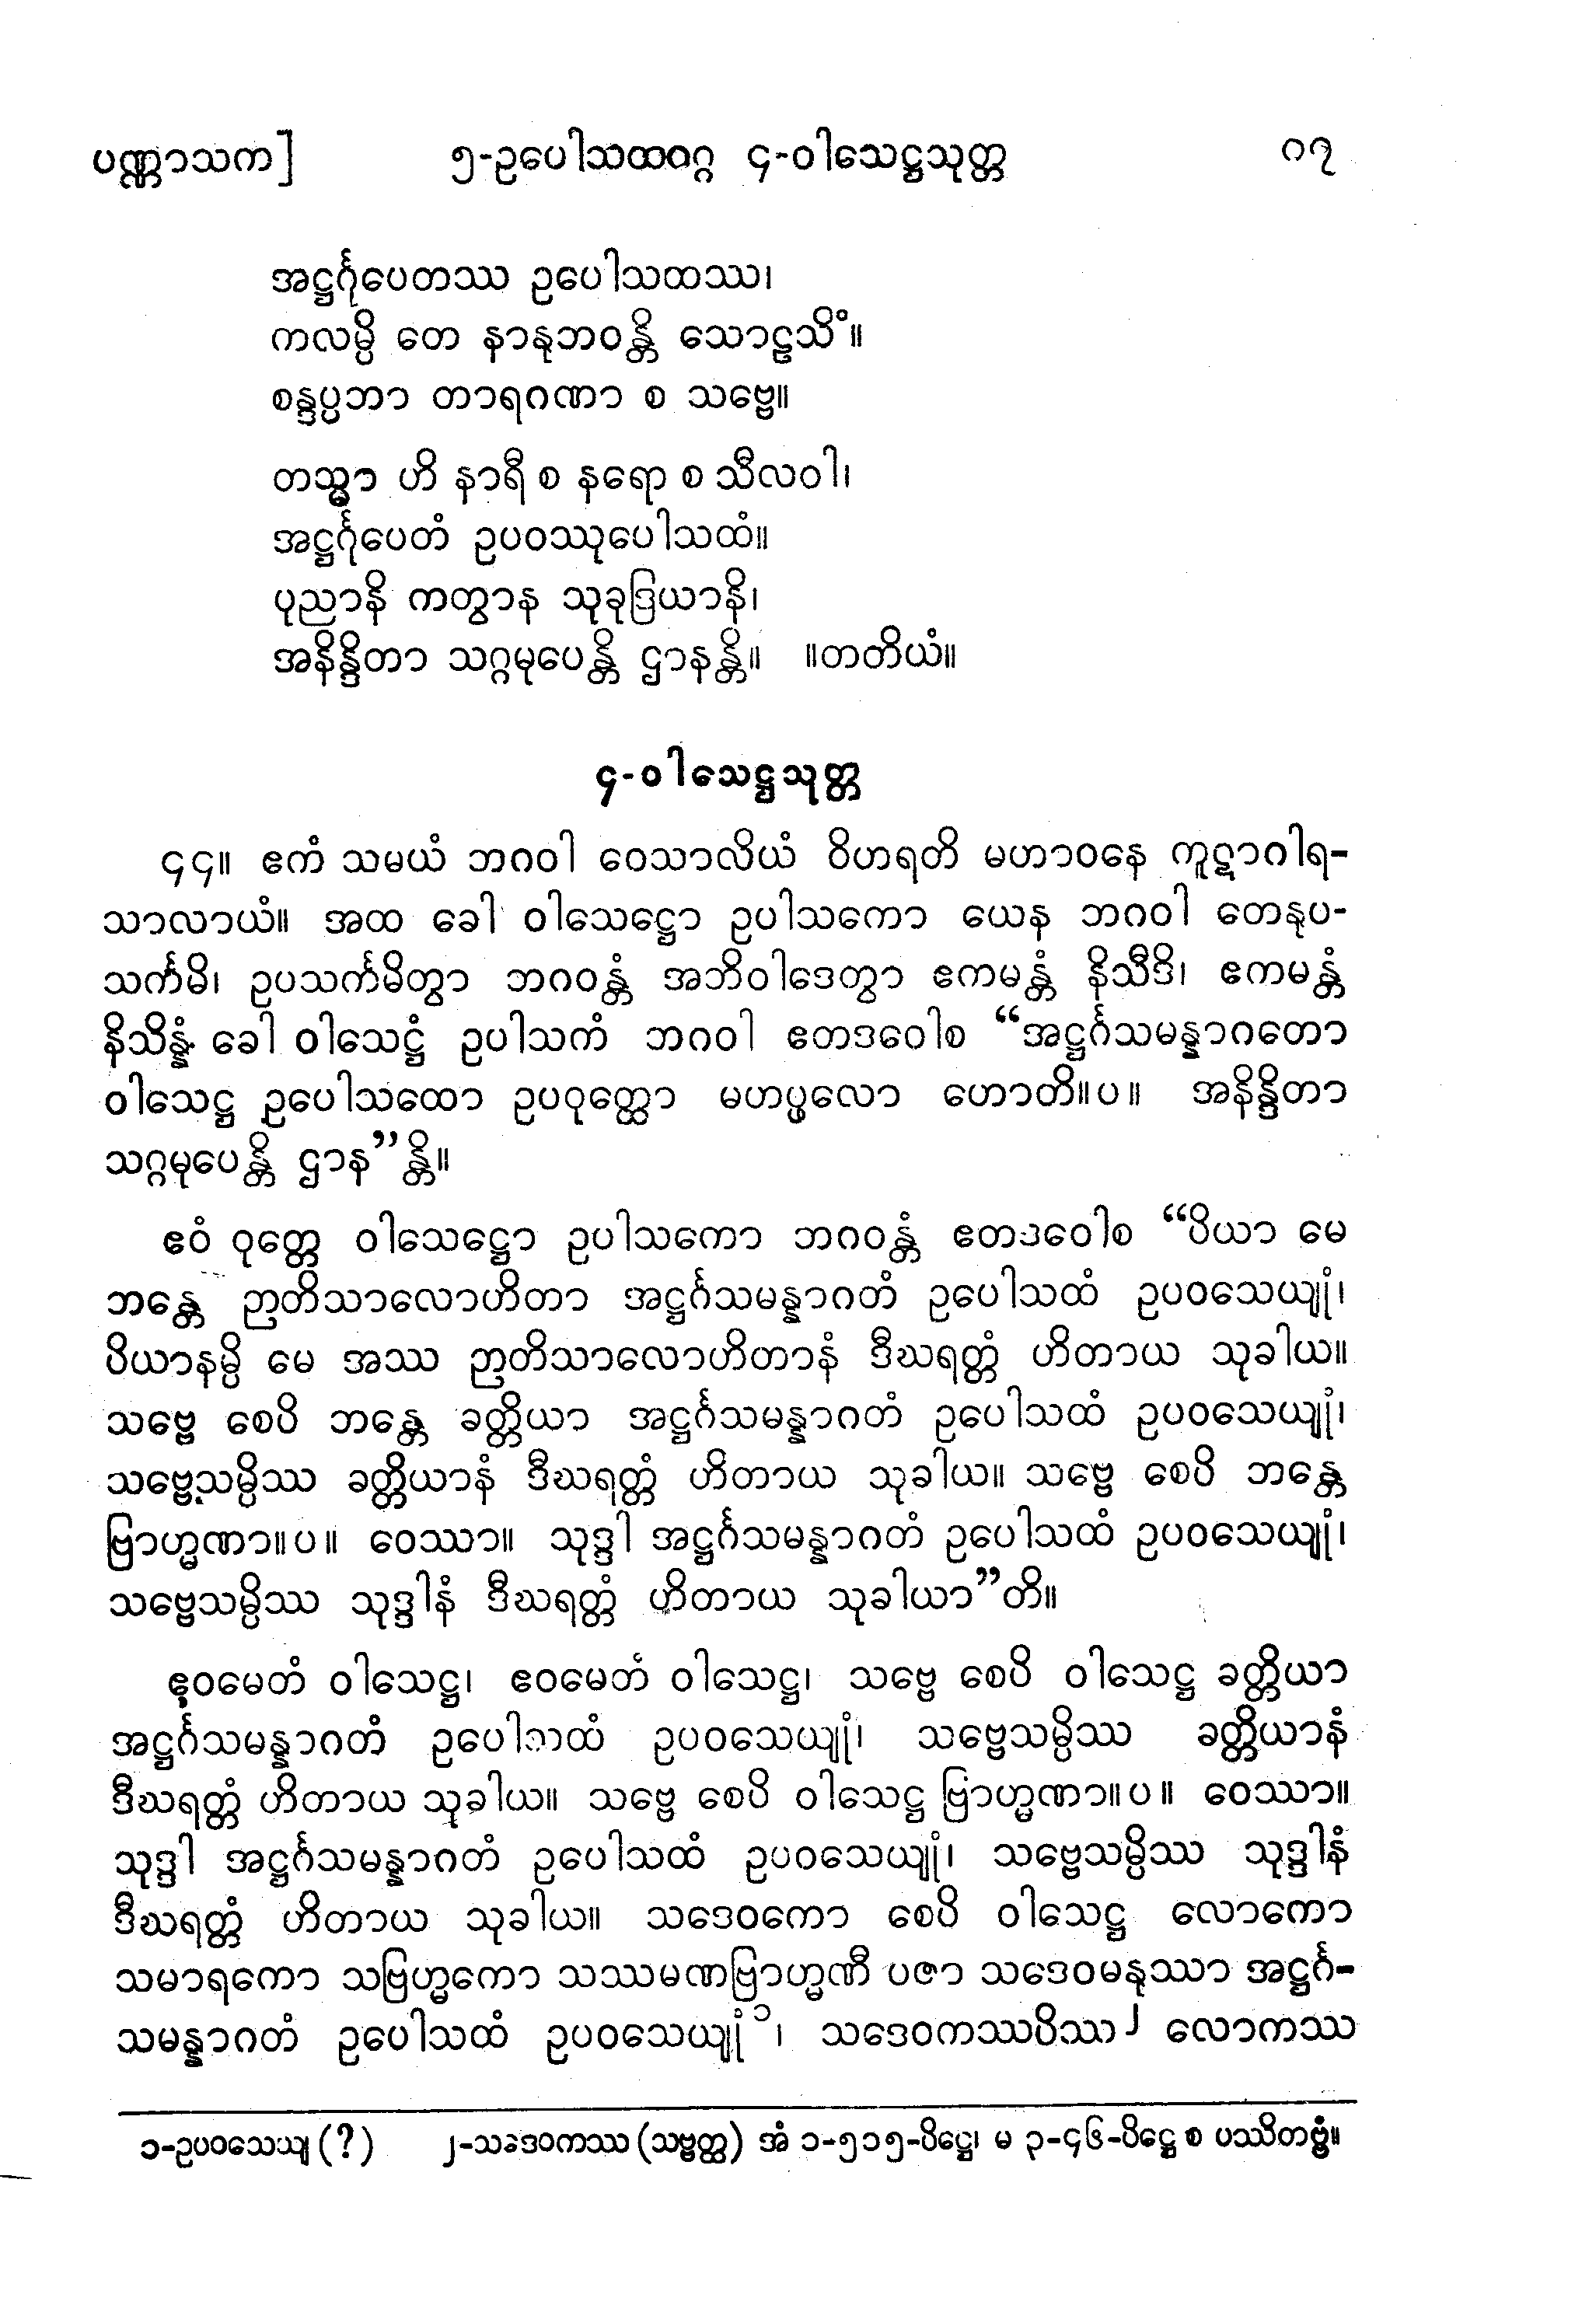 ပဏ္ဏာသက] ၅-ဥပေါသထဝဂ္ဂ ၄-ဝါသေဋ္ဌသုတ္တ ၈၇
အဋ္ဌင်္ဂုပေတဿ ဥပေါသထဿ၊
ကလမ္ပိ တေ နာနုဘဝန္တိ သောဠသိံ။
စန္ဒပ္ပဘာ တာရဂဏာ စ သဗ္ဗေ။
တသ္မာ ဟိ နာရီ စ နရော စ သီလဝါ၊
အဋ္ဌင်္ဂုပေတံ ဥပဝဿုပေါသထံ။
ပုညာနိ ကတွာန သုခုဒြယာနိ၊
အနိန္ဒိတာ သဂ္ဂမုပေန္တိ ဌာနန္တိ။ ။တတိယံ။
၄-ဝါသေဋ္ဌသုတ္တ
၄၄။ ဧကံ သမယံ ဘဂဝါ ဝေသာလိယံ ဝိဟရတိ မဟာဝနေ ကူဋာဂါရ-
သာလာယံ။ အထ ခေါ ဝါသေဋ္ဌော ဥပါသကော ယေန ဘဂဝါ တေနုပ-
သင်္ကမိ၊ ဥပသင်္ကမိတွာ ဘဂဝန္တံ အဘိဝါဒေတွာ ဧကမန္တံ နိသီဒိ၊ ဧကမန္တံ
နိသိန္နံ ခေါ ဝါသေဋ္ဌံ ဥပါသကံ ဘဂဝါ ဧတဒဝေါစ “အဋ္ဌင်္ဂသမန္နာဂတော
ဝါသေဋ္ဌ ဥပေါသထော ဥပဝုတ္ထော မဟပ္ဖလော ဟောတိ။ပ။ အနိန္ဒိတာ
သဂ္ဂမုပေန္တိ ဌာန”န္တိ။
ဧဝံ ဝုတ္တေ ဝါသေဋ္ဌော ဥပါသကော ဘဂဝန္တံ ဧတဒဝေါစ “ပိယာ မေ
ဘန္တေ ဉာတိသာလောဟိတာ အဋ္ဌင်္ဂသမန္နာဂတံ ဥပေါသထံ ဥပဝသေယျုံ၊
ပိယာနမ္ပိ မေ အဿ ဉာတိသာလောဟိတာနံ ဒီဃရတ္တံ ဟိတာယ သုခါယ။
သဗ္ဗေ စေပိ ဘန္တေ ခတ္တိယာ အဋ္ဌင်္ဂသမန္နာဂတံ ဥပေါသထံ ဥပဝသေယျုံ၊
သဗ္ဗေသမ္ပိဿ ခတ္တိယာနံ ဒီဃရတ္တံ ဟိတာယ သုခါယ။ သဗ္ဗေ စေပိ ဘန္တေ
ဗြာဟ္မဏာ။ပ။ ဝေဿာ။ သုဒ္ဒါ အဋ္ဌင်္ဂသမန္နာဂတံ ဥပေါသထံ ဥပဝသေယျုံ၊
သဗ္ဗေသမ္ပိဿ သုဒ္ဒါနံ ဒီဃရတ္တံ ဟိတာယ သုခါယာ”တိ။
ဧဝမေတံ ဝါသေဋ္ဌ၊ ဧဝမေတံ ဝါသေဋ္ဌ၊ သဗ္ဗေ စေပိ ဝါသေဋ္ဌ ခတ္တိယာ
အဋ္ဌင်္ဂသမန္နာဂတံ ဥပေါသထံ ဥပဝသေယျုံ၊ သဗ္ဗေသမ္ပိဿ ခတ္တိယာနံ
ဒီဃရတ္တံ ဟိတာယ သုခါယ။ သဗ္ဗေ စေပိ ဝါသေဋ္ဌ ဗြာဟ္မဏာ။ပ။ ဝေဿာ။
သုဒ္ဒါ အဋ္ဌင်္ဂသမန္နာဂတံ ဥပေါသထံ ဥပဝသေယျုံ၊ သဗ္ဗေသမ္ပိဿ သုဒ္ဒါနံ
ဒီဃရတ္တံ ဟိတာယ သုခါယ။ သဒေဝကော စေပိ ဝါသေဋ္ဌ လောကော
သမာရကော သဗြဟ္မကော သဿမဏဗြာဟ္မဏီ ပဇာ သဒေဝမနုဿာ အဋ္ဌင်္ဂ-
သမန္နာဂတံ ဥပေါသထံ ဥပဝသေယျုံ၁၊ သဒေဝကဿပိဿ၂ လောကဿ
၁-ဥပဝသေယျ (?) ၂-သဒေဝကဿ (သဗ္ဗတ္ထ) အံ ၁-၅၁၅-ပိဋ္ဌေ၊ မ ၃-၄၆-ပိဋ္ဌေ စ ပဿိတဗ္ဗံ။